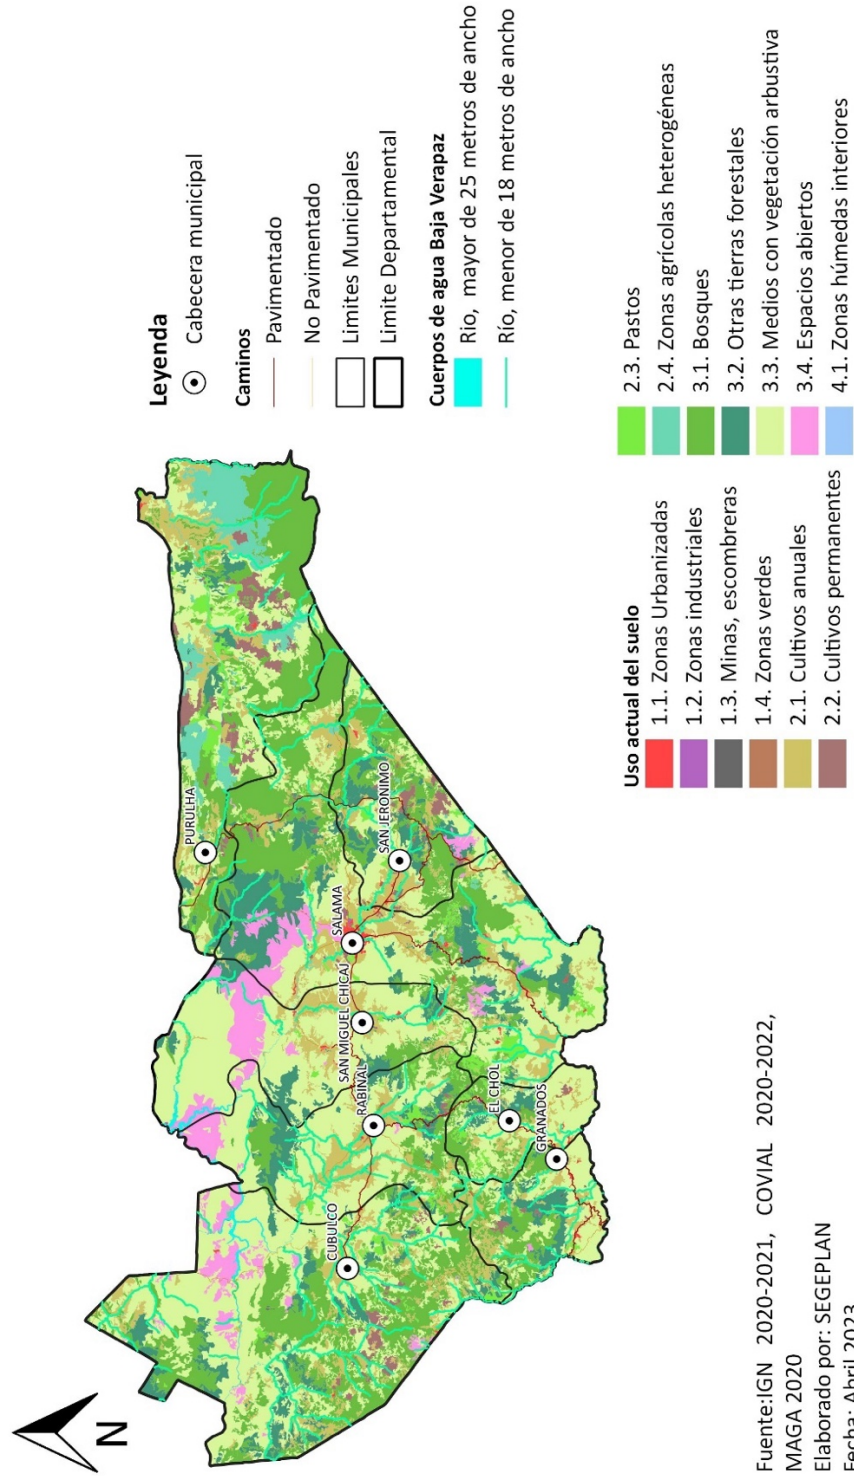 N
PURULHA
SALAMA
SAN JERONIMO
SAN MIGUEL CHICAJ
RABINAL
CUBULCO
EL CHOL
GRANADOS
Leyenda
Cabecera municipal
Caminos
Pavimentado
No Pavimentado
Limites Municipales
Limite Departamental
Cuerpos de agua Baja Verapaz
Rio, mayor de 25 metros de ancho
Río, menor de 18 metros de ancho
Uso actual del suelo
1.1. Zonas Urbanizadas
1.2. Zonas industriales
1.3. Minas, escombreras
1.4. Zonas verdes
2.1. Cultivos anuales
2.2. Cultivos permanentes
2.3. Pastos
2.4. Zonas agrícolas heterogéneas
3.1. Bosques
3.2. Otras tierras forestales
3.3. Medios con vegetación arbustiva
3.4. Espacios abiertos
4.1. Zonas húmedas interiores
Fuente:IGN 2020-2021, COVIAL 2020-2022,
MAGA 2020
Elaborado por: SEGEPLAN
Fecha: Abril 2023